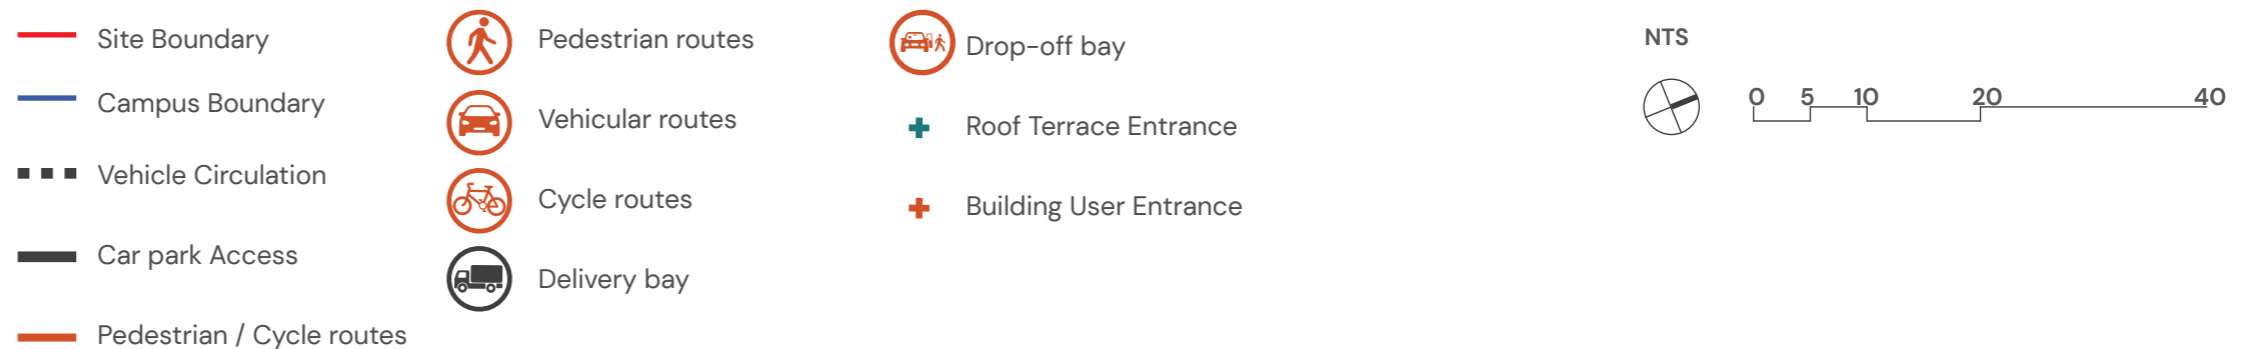 Site Boundary
Campus Boundary
Vehicle Circulation
Car park Access
Pedestrian / Cycle routes
Pedestrian routes
Vehicular routes
Cycle routes
Delivery bay
Drop-off bay
Roof Terrace Entrance
Building User Entrance
NTS
0 5 10 20 40